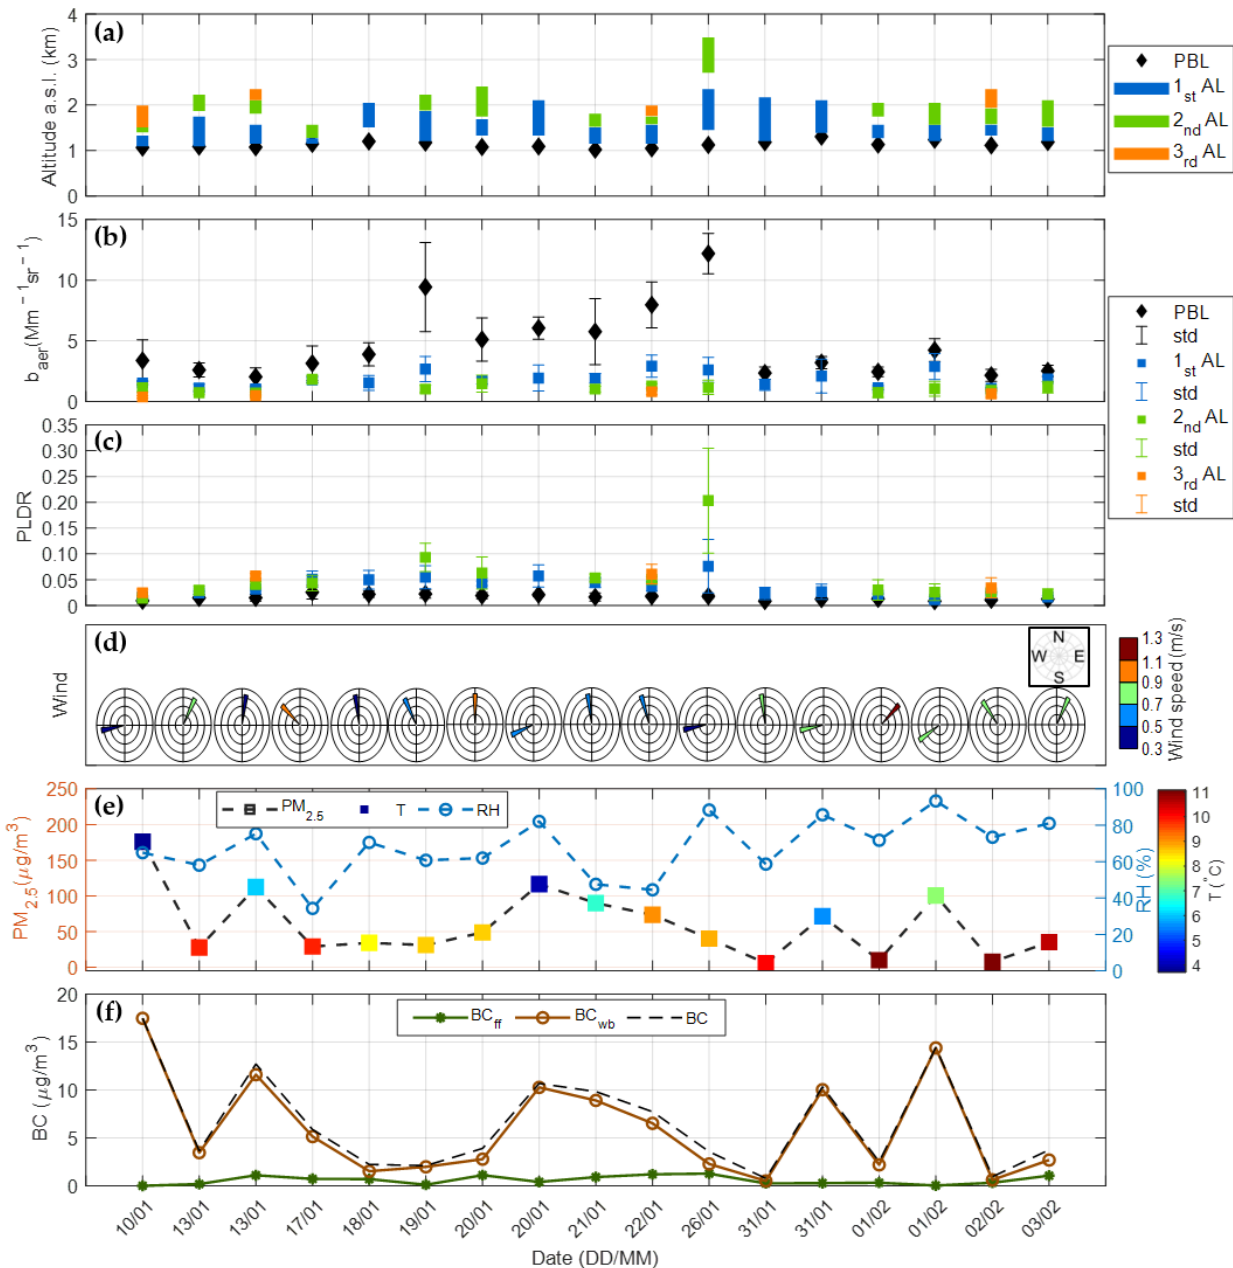 (a)
Altitude a.s.l. (km)
4
3
2
1
0
PBL
1st AL
2nd AL
3rd AL
(b)
b aer (Mm−1sr−1)
15
10
5
0
PBL
std
1st AL
std
2nd AL
std
3rd AL
std
(c)
PLDR
0.35
0.30
0.25
0.20
0.15
0.10
0.05
0
(d)
Wind
N
W E
S
1.3
1.1
0.9
0.7
0.5
0.3
Wind speed (m/s)
(e)
PM2.5 T RH
PM2.5 (μg/m3)
250
200
150
100
50
0
100
80
60
40
20
0
RH (%)
11
10
9
8
7
6
5
4
T (°C)
(f)
BCff BCwb BC
BC (μg/m3)
20
15
10
5
0
10/01 13/01 13/01 17/01 18/01 19/01 20/01 20/01 21/01 22/01 26/01 31/01 31/01 01/02 01/02 02/02 03/02
Date (DD/MM)